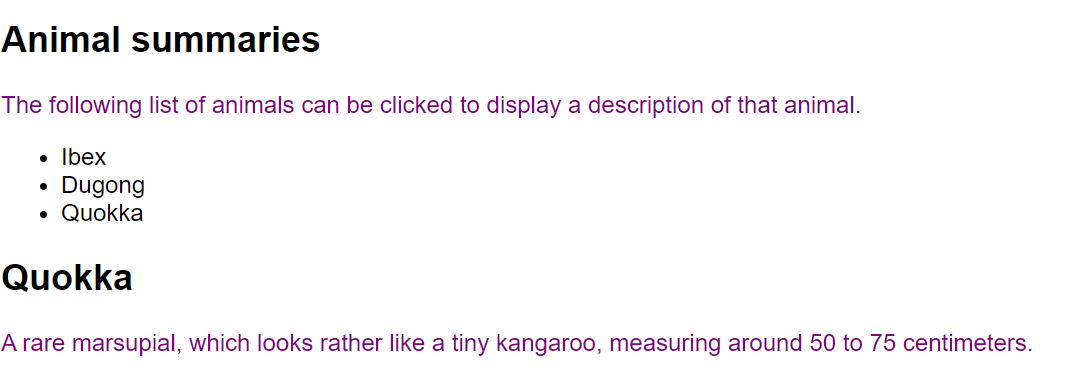 Animal summaries
The following list of animals can be clicked to display a description of that animal.
• Ibex
• Dugong
• Quokka
Quokka
A rare marsupial, which looks rather like a tiny kangaroo, measuring around 50 to 75 centimeters.